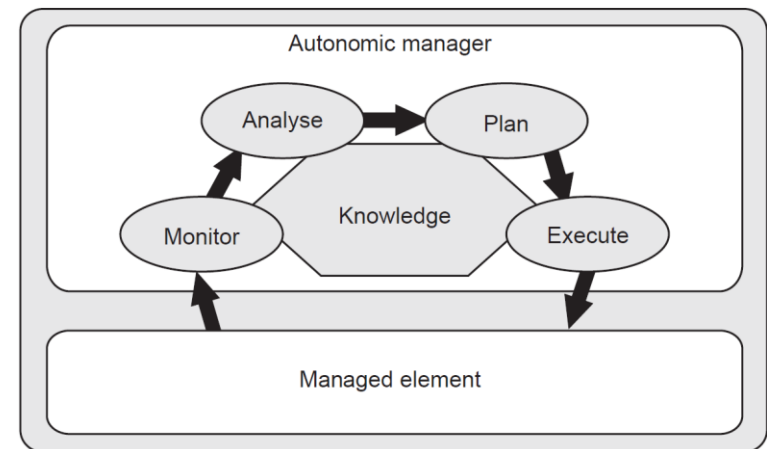 Autonomic manager
Analyse
Plan
Knowledge
Monitor
Execute
Managed element